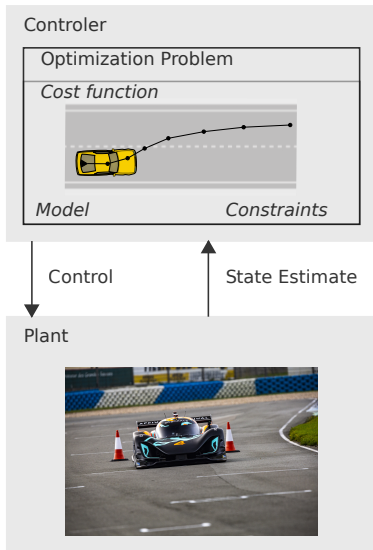 Controler
Optimization Problem
Cost function
Model Constraints
Control State Estimate
Plant